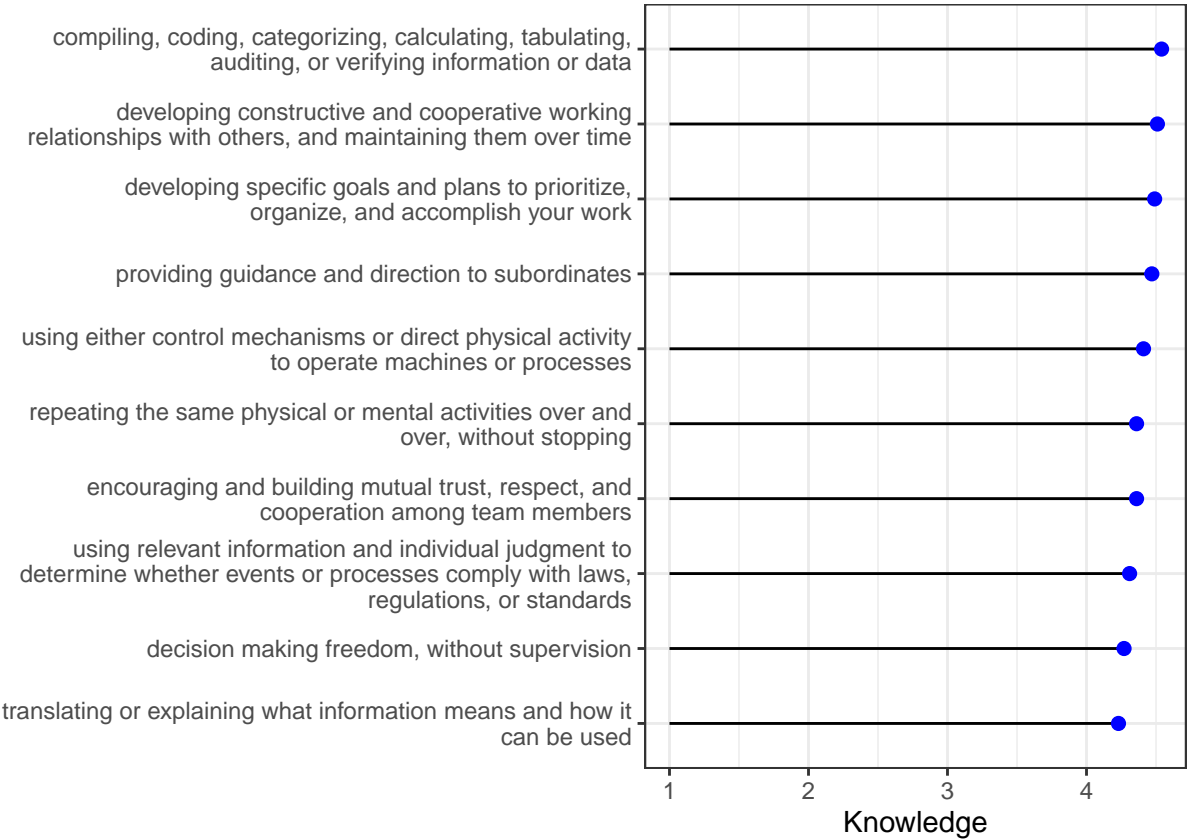 compiling, coding, categorizing, calculating, tabulating,
auditing, or verifying information or data
developing constructive and cooperative working
relationships with others, and maintaining them over time
developing specific goals and plans to prioritize,
organize, and accomplish your work
providing guidance and direction to subordinates
using either control mechanisms or direct physical activity
to operate machines or processes
repeating the same physical or mental activities over and
over, without stopping
encouraging and building mutual trust, respect, and
cooperation among team members
using relevant information and individual judgment to
determine whether events or processes comply with laws,
regulations, or standards
decision making freedom, without supervision
translating or explaining what information means and how it
can be used
1 2 3 4
Knowledge